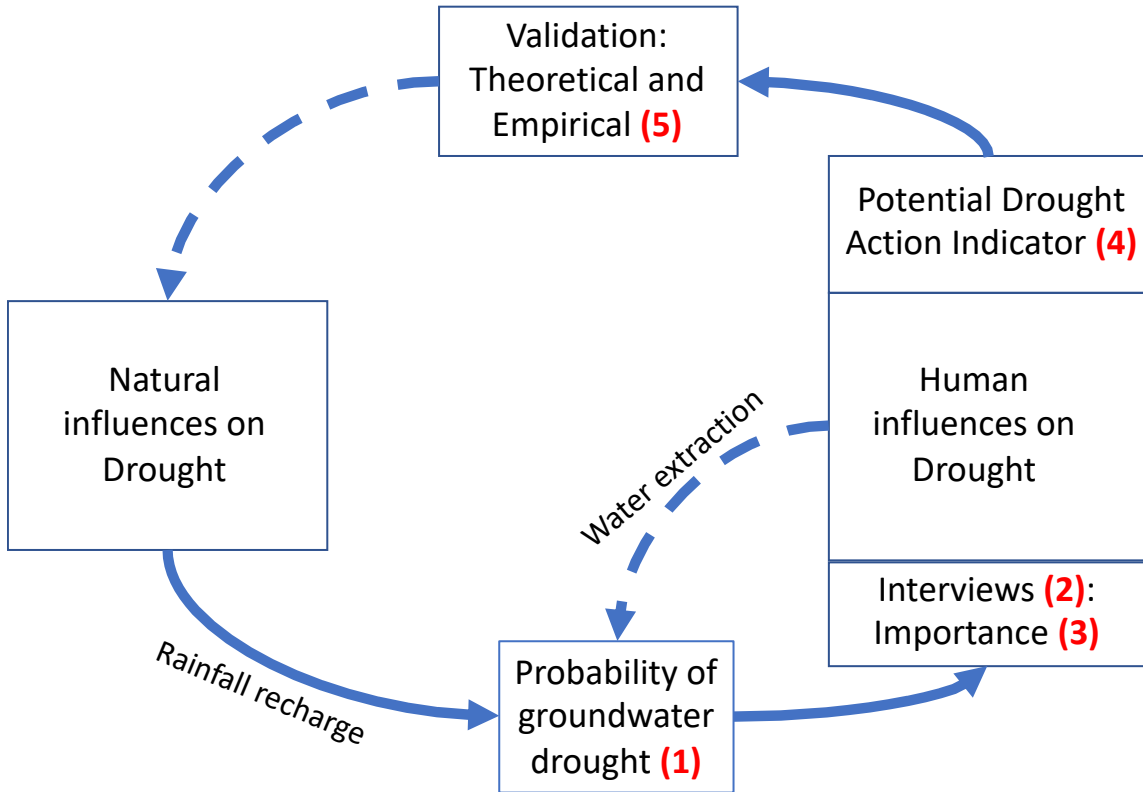 Validation:
Theoretical and
Empirical (5)
Potential Drought
Action Indicator (4)
Natural
influences on
Drought
Human
influences on
Drought
Water extraction
Interviews (2):
Importance (3)
Rainfall recharge
Probability of
groundwater
drought (1)